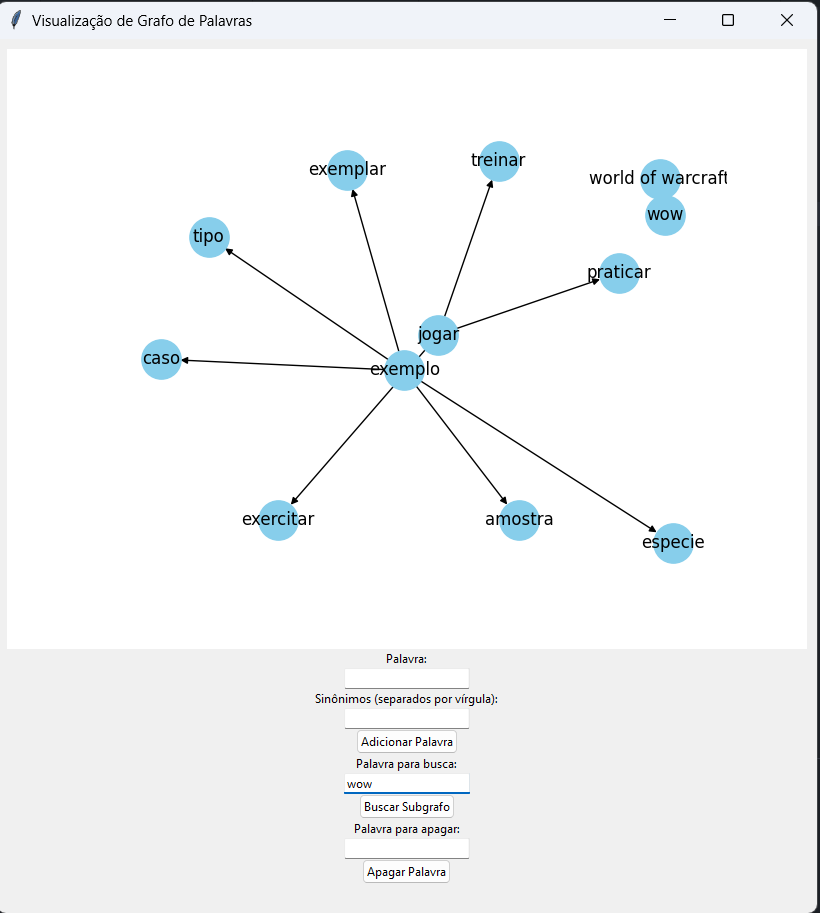 Visualização de Grafo de Palavras
treinar
exemplar
world of warcraft
wow
tipo
praticar
jogar
caso
exemplo
exercitar
amostra
especie
Palavra:
Sinônimos (separados por vírgula):
Adicionar Palavra
Palavra para busca:
wow
Buscar Subgrafo
Palavra para apagar:
Apagar Palavra